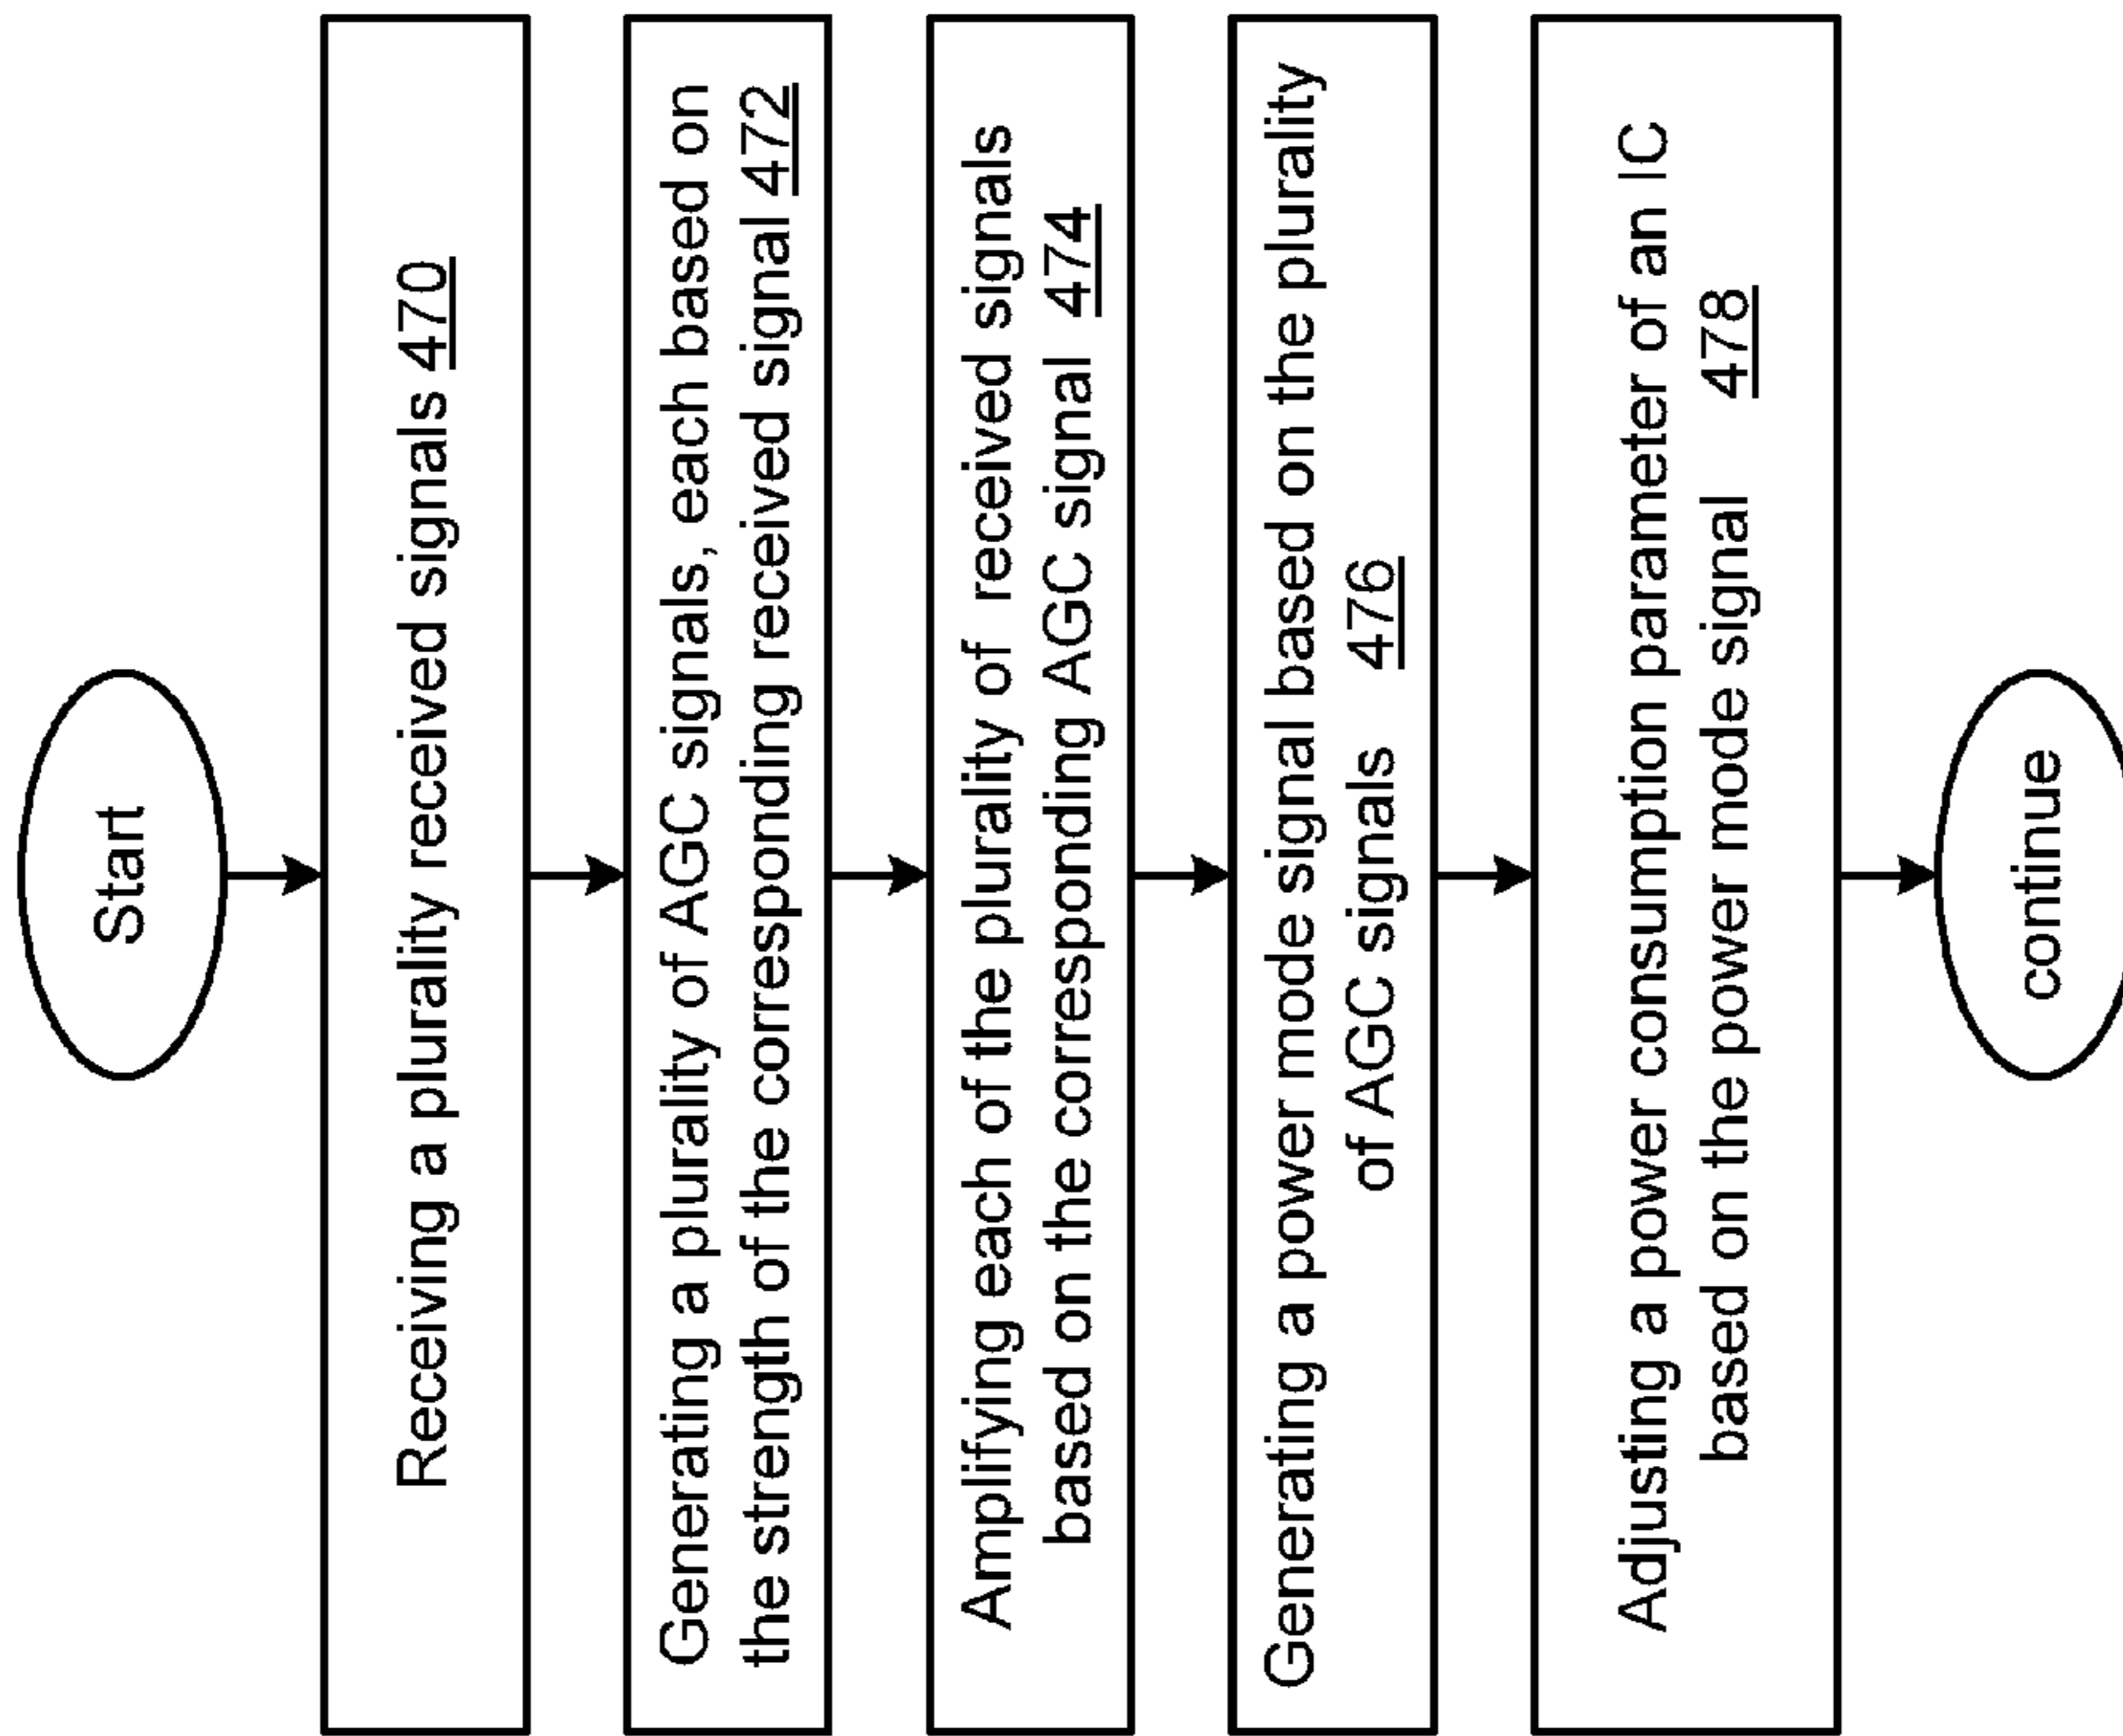 Start
Receiving a plurality received signals 470
Generating a plurality of AGC signals, each based on
the strength of the corresponding received signal 472
Amplifying each of the plurality of received signals
based on the corresponding AGC signal 474
Generating a power mode signal based on the plurality
of AGC signals 476
Adjusting a power consumption parameter of an IC
based on the power mode signal 478
continue